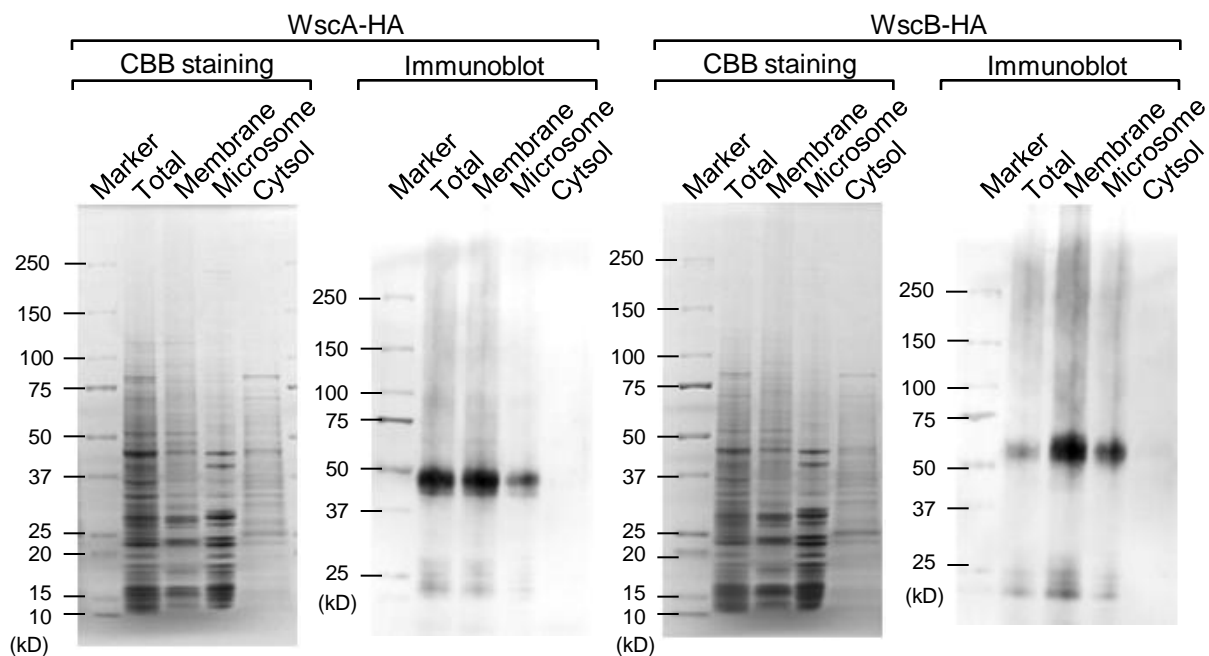 WscA-HA
WscB-HA
CBB staining
Immunoblot
CBB staining
Immunoblot
Marker
Total
Membrane
Microsome
Cytsol
Marker
Total
Membrane
Microsome
Cytsol
Marker
Total
Membrane
Microsome
Cytsol
Marker
Total
Membrane
Microsome
Cytsol
250
150
100
75
50
37
25
20
15
10
(kD)
250
150
100
75
50
37
25
(kD)
250
150
100
75
50
37
25
20
15
10
(kD)
250
150
100
75
50
37
25
(kD)